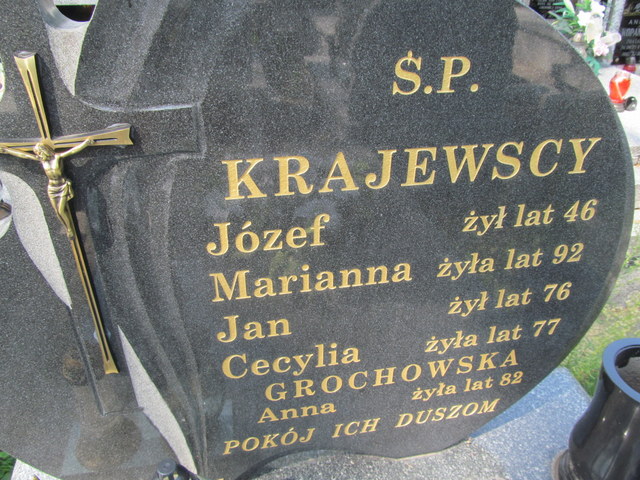 Ś.P.
KRAJEWSCY
Józef żył lat 46
Marianna żyła lat 92
Jan żył lat 76
Cecylia żyła lat 77
GROCHOWSKA
Anna żyła lat 82
POKÓJ ICH DUSZOM